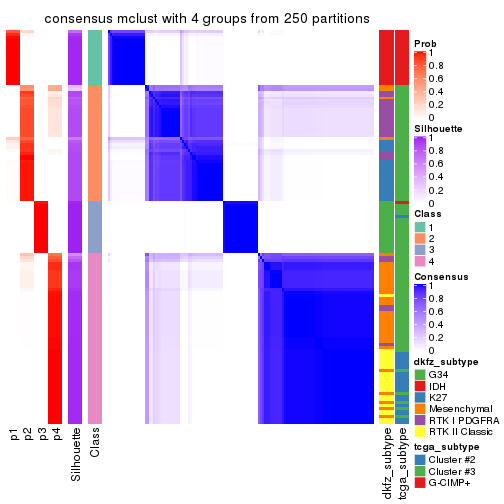 consensus mclust with 4 groups from 250 partitions
Prob
1
0.8
0.6
0.4
0.2
0
Silhouette
1
0.8
0.6
0.4
0.2
0
Class
1
2
3
4
Consensus
1
0.8
0.6
0.4
0.2
0
dkfz_subtype
G34
IDH
K27
Mesenchymal
RTK I PDGFRA
RTK II Classic
tcga_subtype
Cluster #2
Cluster #3
G-CIMP+
p1
p2
p3
p4
Silhouette
Class
dkfz_subtype
tcga_subtype